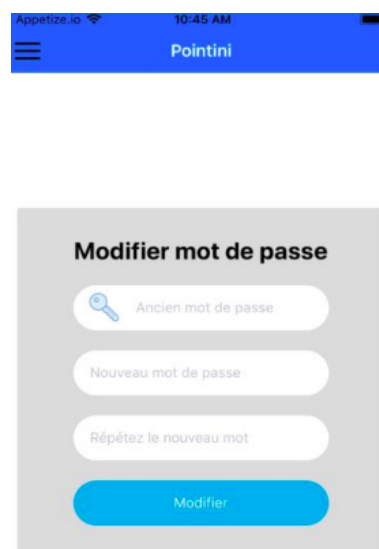 Appetize.io 10:45 AM
Pointini
Modifier mot de passe
Ancien mot de passe
Nouveau mot de passe
Répétez le nouveau mot
Modifier